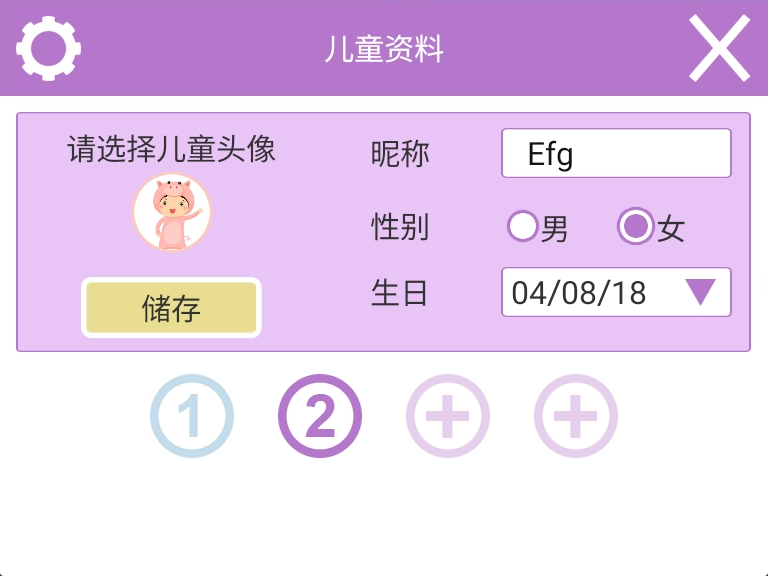 儿童资料
请选择儿童头像
储存
昵称 Efg
性别 男 女
生日 04/08/18
1 2 + +